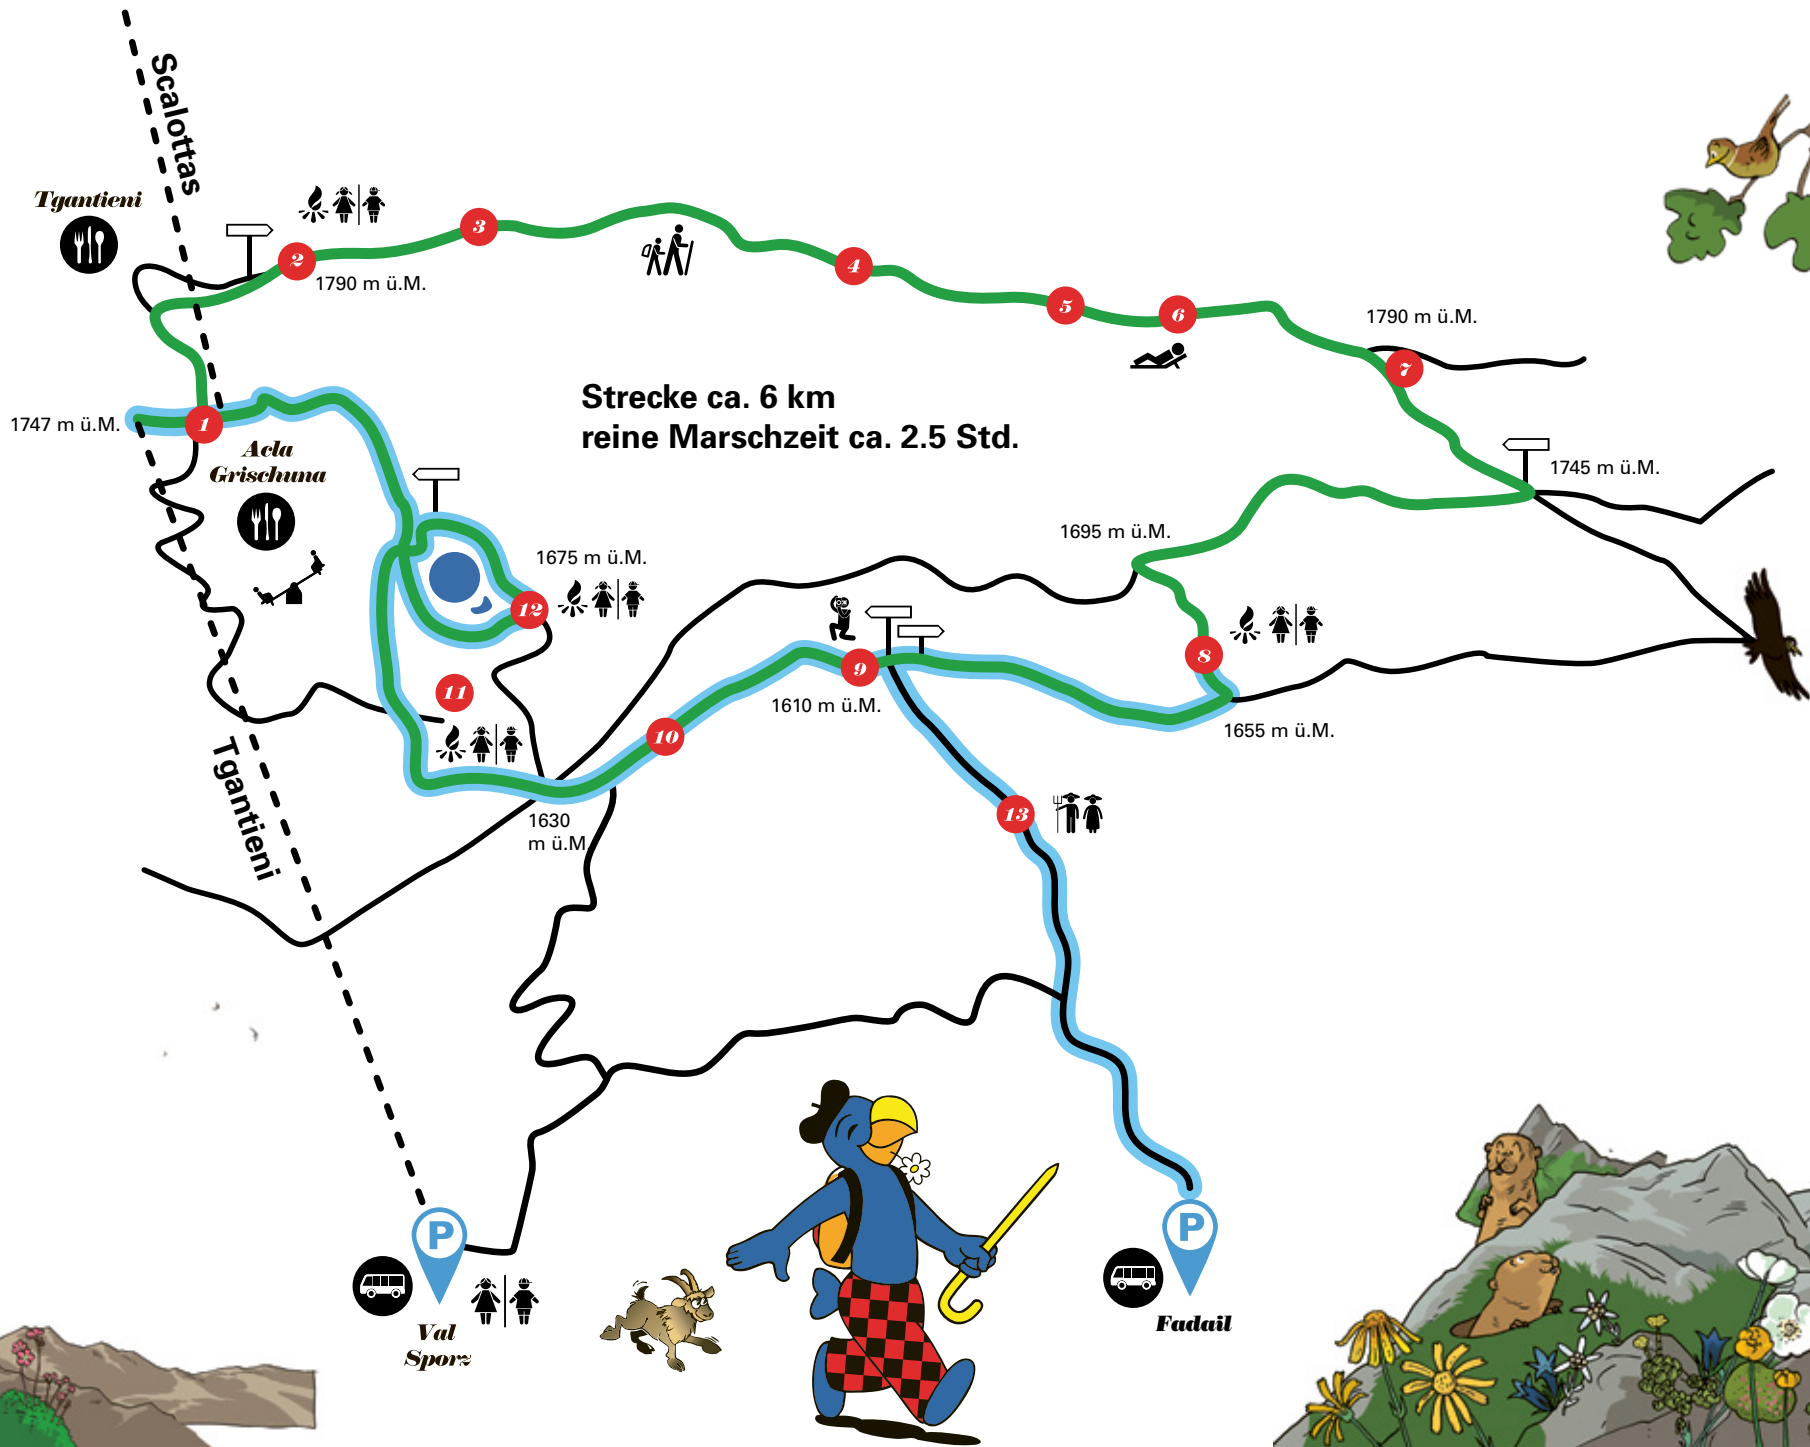 Scalottas
Tgantieni
2
1790 m ü.M.
3
4
5
6
1790 m ü.M.
7
1747 m ü.M.
1
Strecke ca. 6 km
reine Marschzeit ca. 2.5 Std.
Acla
Grischuna
1745 m ü.M.
1695 m ü.M.
1675 m ü.M.
12
8
9
1610 m ü.M.
11
10
1655 m ü.M.
Tgantieni
1630
m ü.M.
13
P
Val
Sporz
P
Fadail